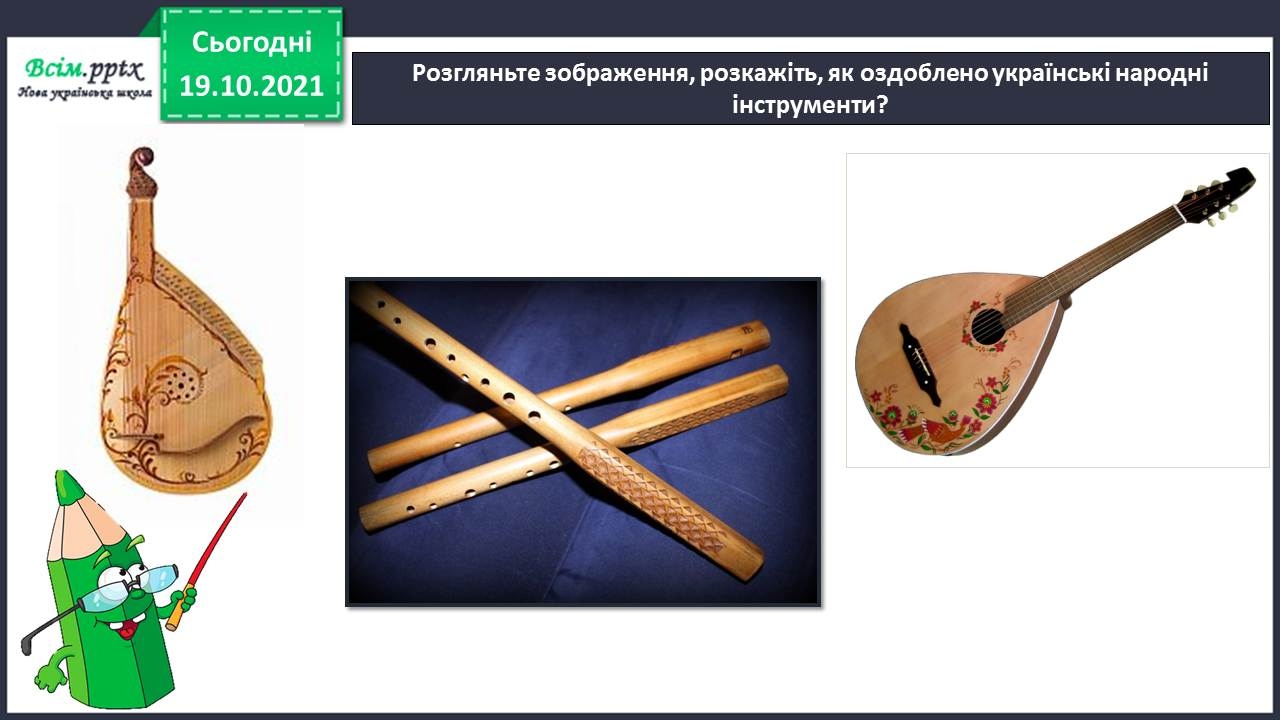 Всім.pptx
Нова українська школа
Сьогодні
19.10.2021
Розгляньте зображення, розкажіть, як оздоблено українські народні
інструменти?